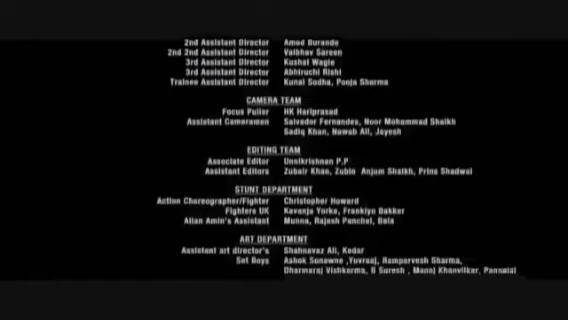 2nd Assistant Director Amod Burande
2nd 2nd Assistant Director Vaibhav Sareen
3rd Assistant Director Kushal Wagle
3rd Assistant Director Abhiruchi Rishi
Trainee Assistant Director Kunal Sodha, Pooja Sharma
CAMERA TEAM
Focus Puller HK Hariprasad
Assistant Cameramen Salvador Fernandes, Noor Mohammad Shaikh
Sadiq Khan, Nawab Ali, Jayesh
EDITING TEAM
Associate Editor Unnikrishnan P.P
Assistant Editors Zubair Khan, Zubin Anjum Shaikh, Prins Shadwal
STUNT DEPARTMENT
Action Choreographer/Fighter Christopher Howard
Fighters UK Yorke, Bakker
Allan Amin's Assistant Munna, Rajesh Panchal, Bala
ART DEPARTMENT
Assistant art director's Shahnavaz Ali, Kedar
Set Boys Ashok Sunawne ,Yuvraaj, Ramparvesh Sharma,
Dharmaraj Vishkarma, B Suresh , Manoj Khanvilkar, Pannalal